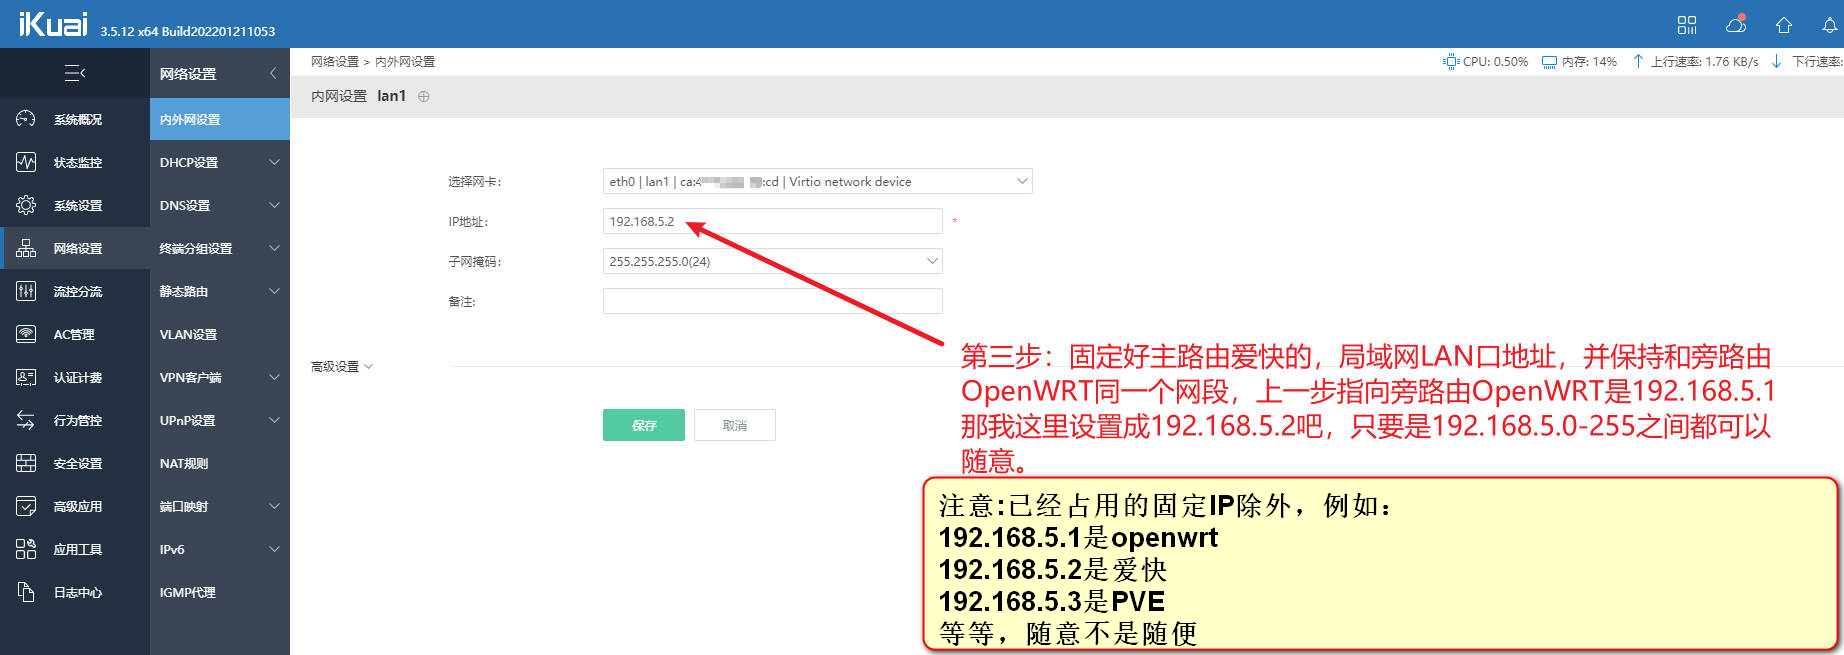 iKuai 3.5.12 x64 Build202201211053
网络设置
内外网设置
DHCP设置
DNS设置
终端分组设置
静态路由
VLAN设置
VPN客户端
UPnP设置
NAT规则
端口映射
IPv6
IGMP代理
系统概况
状态监控
系统设置
网络设置
流控分流
AC管理
认证计费
行为管控
安全设置
高级应用
应用工具
日志中心
网络设置 > 内外网设置
CPU: 0.50% 内存: 14% 上行速率: 1.76 KB/s 下行速率:
内网设置 lan1
选择网卡: eth0 | lan1 | ca: :cd | Virtio network device
IP地址: 192.168.5.2 *
子网掩码: 255.255.255.0(24)
备注:
高级设置
保存 取消
第三步：固定好主路由爱快的，局域网LAN口地址，并保持和旁路由
OpenWRT同一个网段，上一步指向旁路由OpenWRT是192.168.5.1
那我这里设置成192.168.5.2吧，只要是192.168.5.0-255之间都可以
随意。
注意:已经占用的固定IP除外，例如：
192.168.5.1是openwrt
192.168.5.2是爱快
192.168.5.3是PVE
等等，随意不是随便